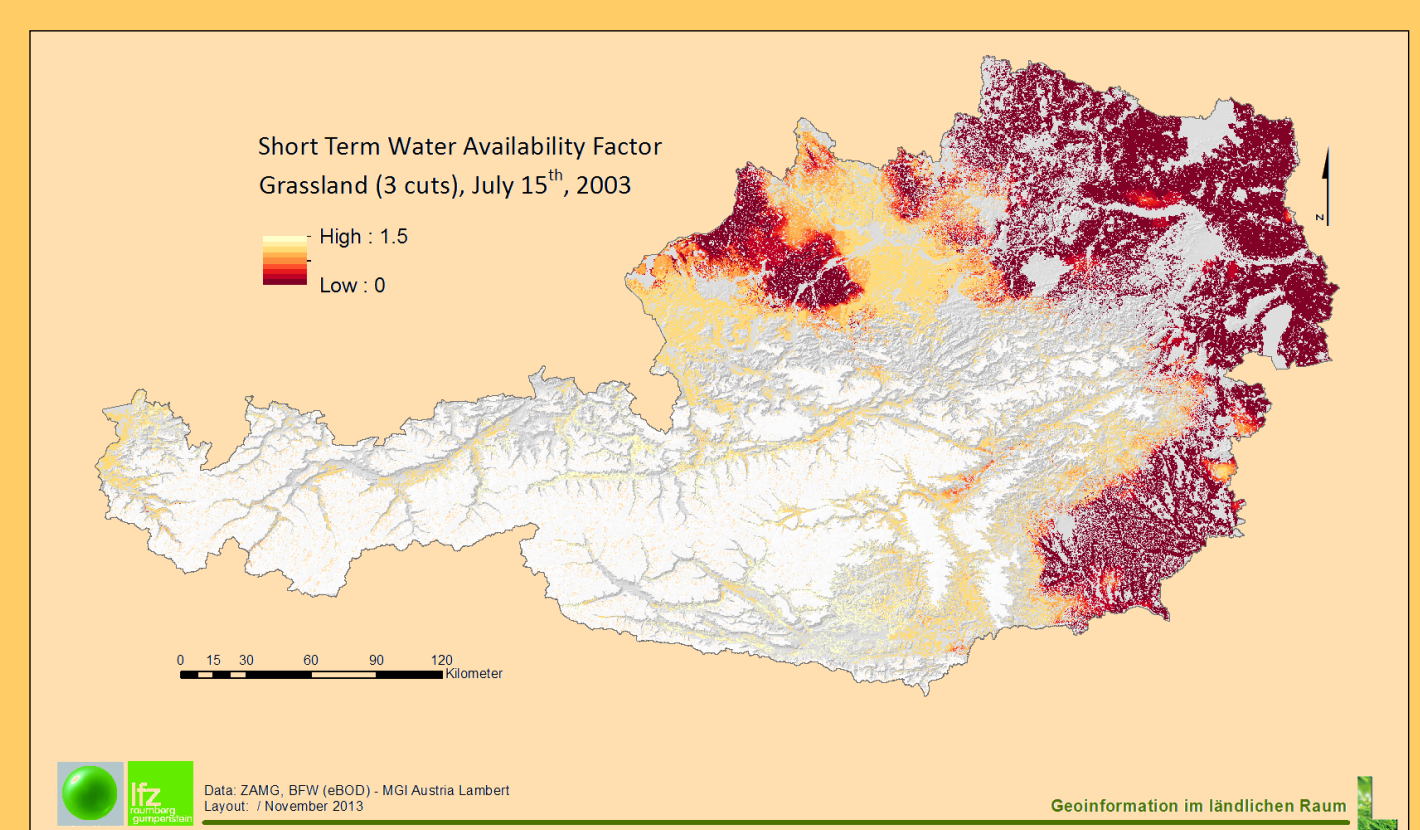 Short Term Water Availability Factor
Grassland (3 cuts), July 15th, 2003
High : 1.5
Low : 0
N
0 15 30 60 90 120
Kilometer
lfz
raumberg
gumpenstein
Data: ZAMG, BFW (eBOD) - MGI Austria Lambert
Layout: / November 2013
Geoinformation im ländlichen Raum